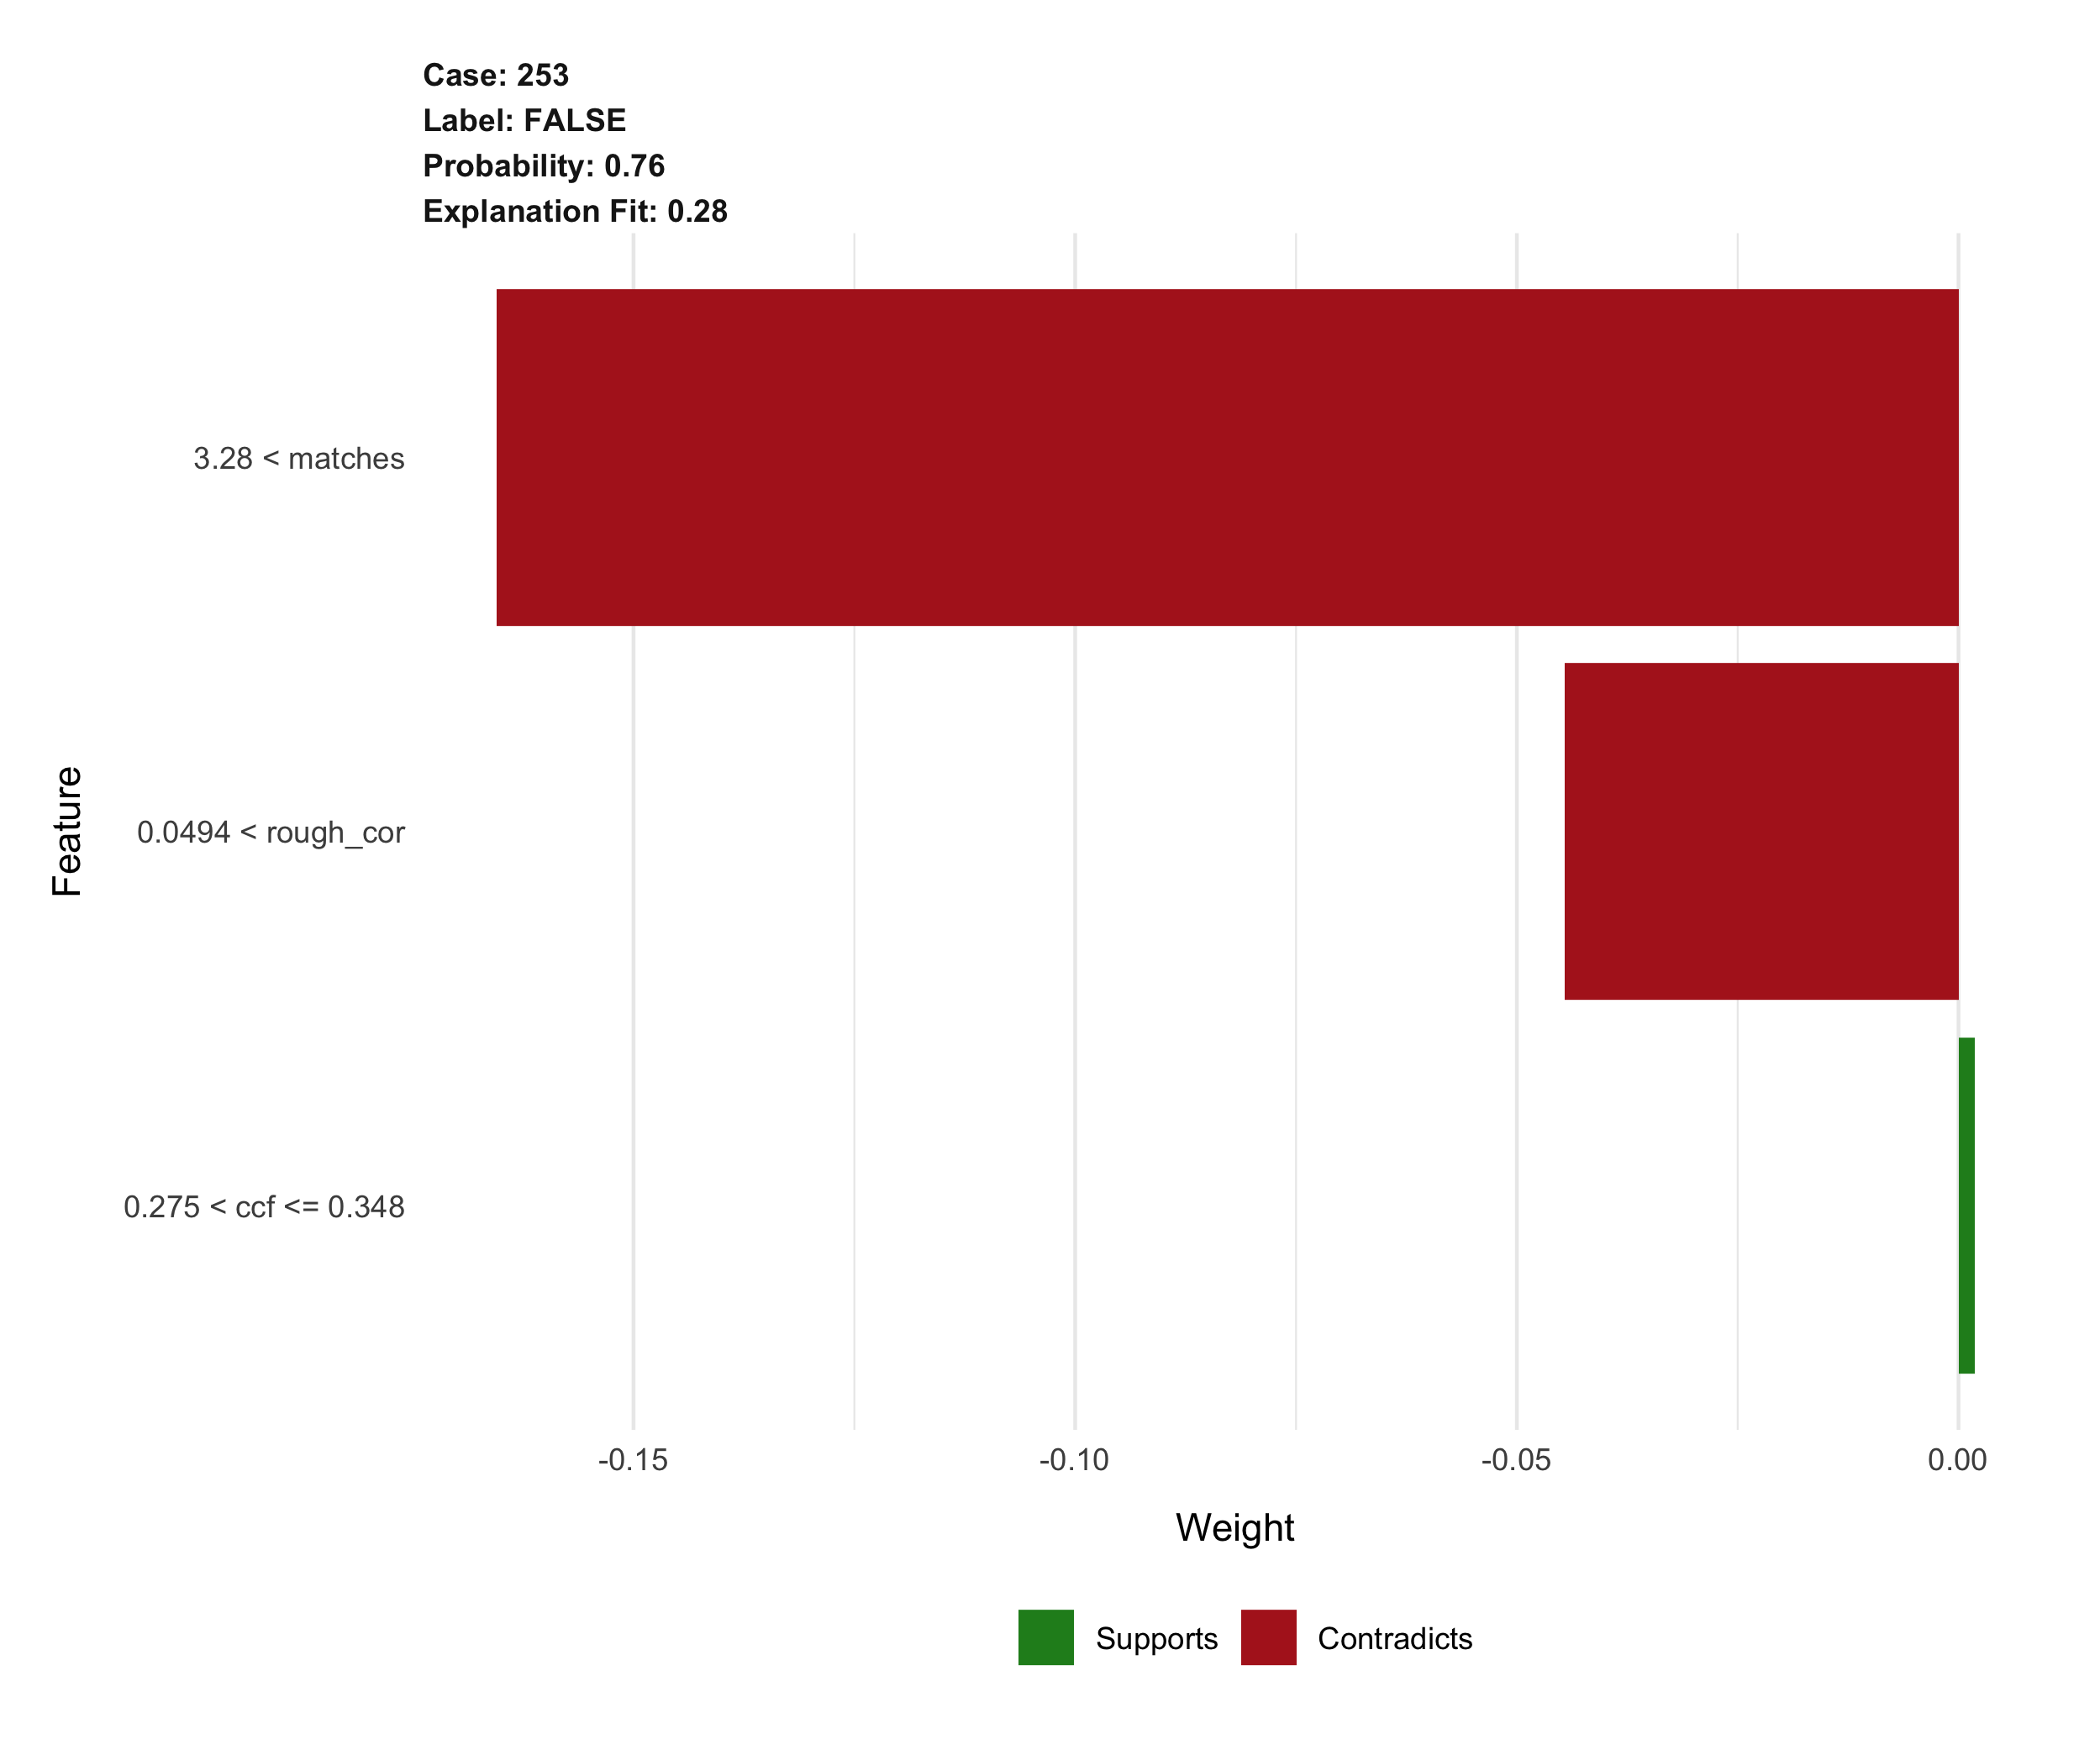 Case: 253
Label: FALSE
Probability: 0.76
Explanation Fit: 0.28
Feature
3.28 < matches
0.0494 < rough_cor
0.275 < ccf <= 0.348
-0.15 -0.10 -0.05 0.00
Weight
Supports Contradicts